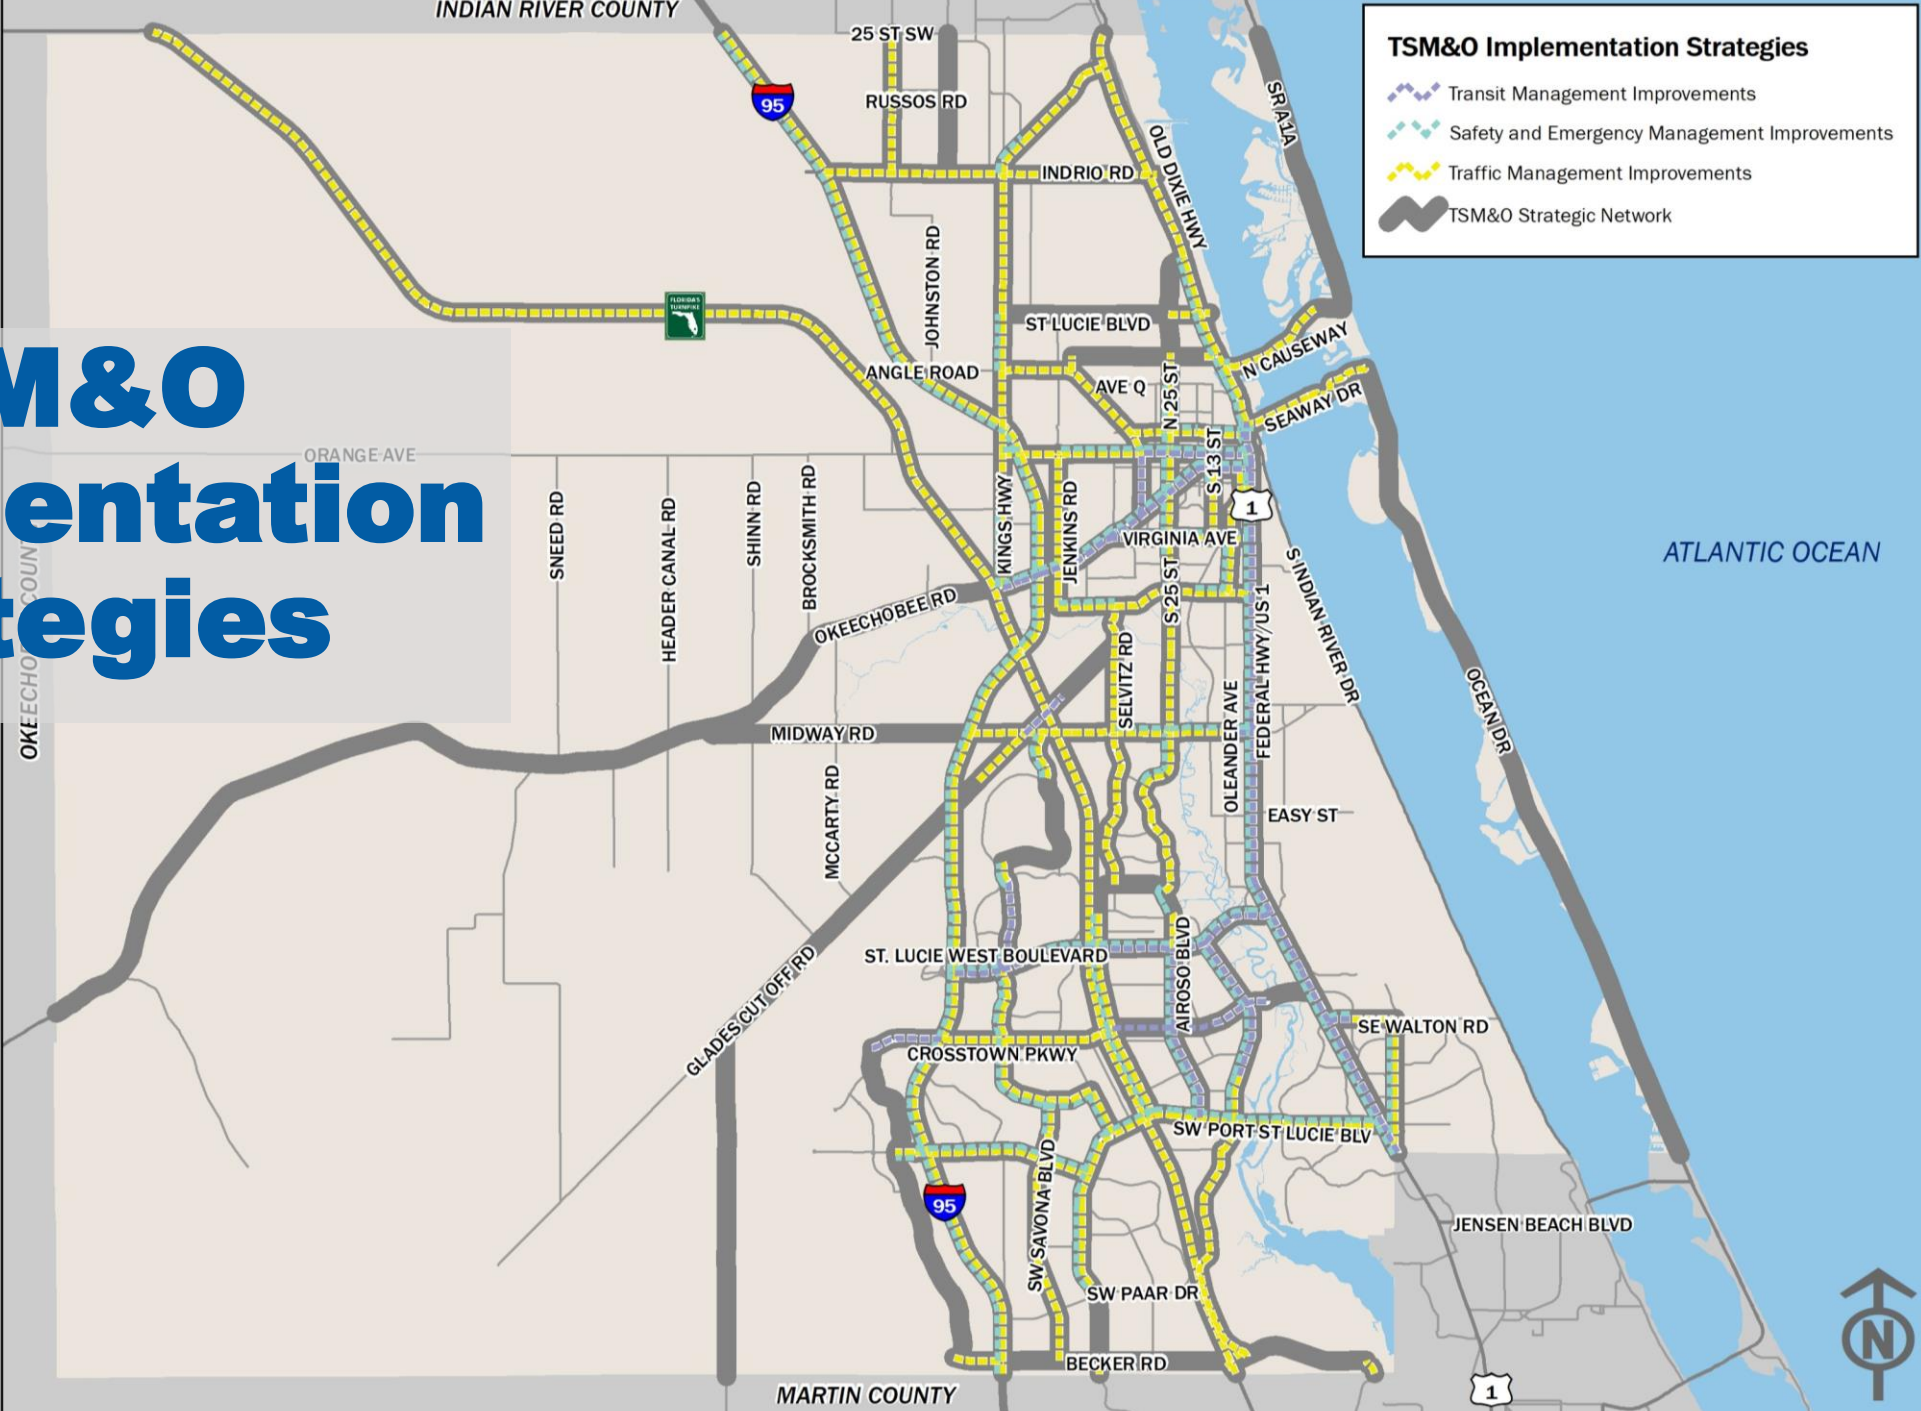 INDIAN RIVER COUNTY
TSM&O Implementation Strategies
Transit Management Improvements
Safety and Emergency Management Improvements
Traffic Management Improvements
TSM&O Strategic Network
25 ST SW
95
RUSSOS RD
SR A1A
OLD DIXIE HWY
INDRIO RD
JOHNSTON RD
FLORIDA'S
TURNPIKE
ST LUCIE BLVD
N CAUSEWAY
ANGLE ROAD
AVE Q
N 25 ST
SEAWAY DR
M&O
entation
tegies
ORANGE AVE
S 13 ST
SNEED RD
HEADER CANAL RD
SHINN RD
BROCKSMITH RD
KINGS HWY
JENKINS RD
1
VIRGINIA AVE
ATLANTIC OCEAN
OKEECHOBEE RD
S 25 ST
S INDIAN RIVER DR
FEDERAL HWY/US 1
SELVITZ RD
OLEANDER AVE
OCEAN DR
MIDWAY RD
MCCARTY RD
EASY ST
ST. LUCIE WEST BOULEVARD
AIROSO BLVD
GLADES CUT OFF RD
SE WALTON RD
CROSSTOWN PKWY
SW PORT ST LUCIE BLV
SW SAVONA BLVD
95
JENSEN BEACH BLVD
SW PAAR DR
BECKER RD
MARTIN COUNTY
1
N